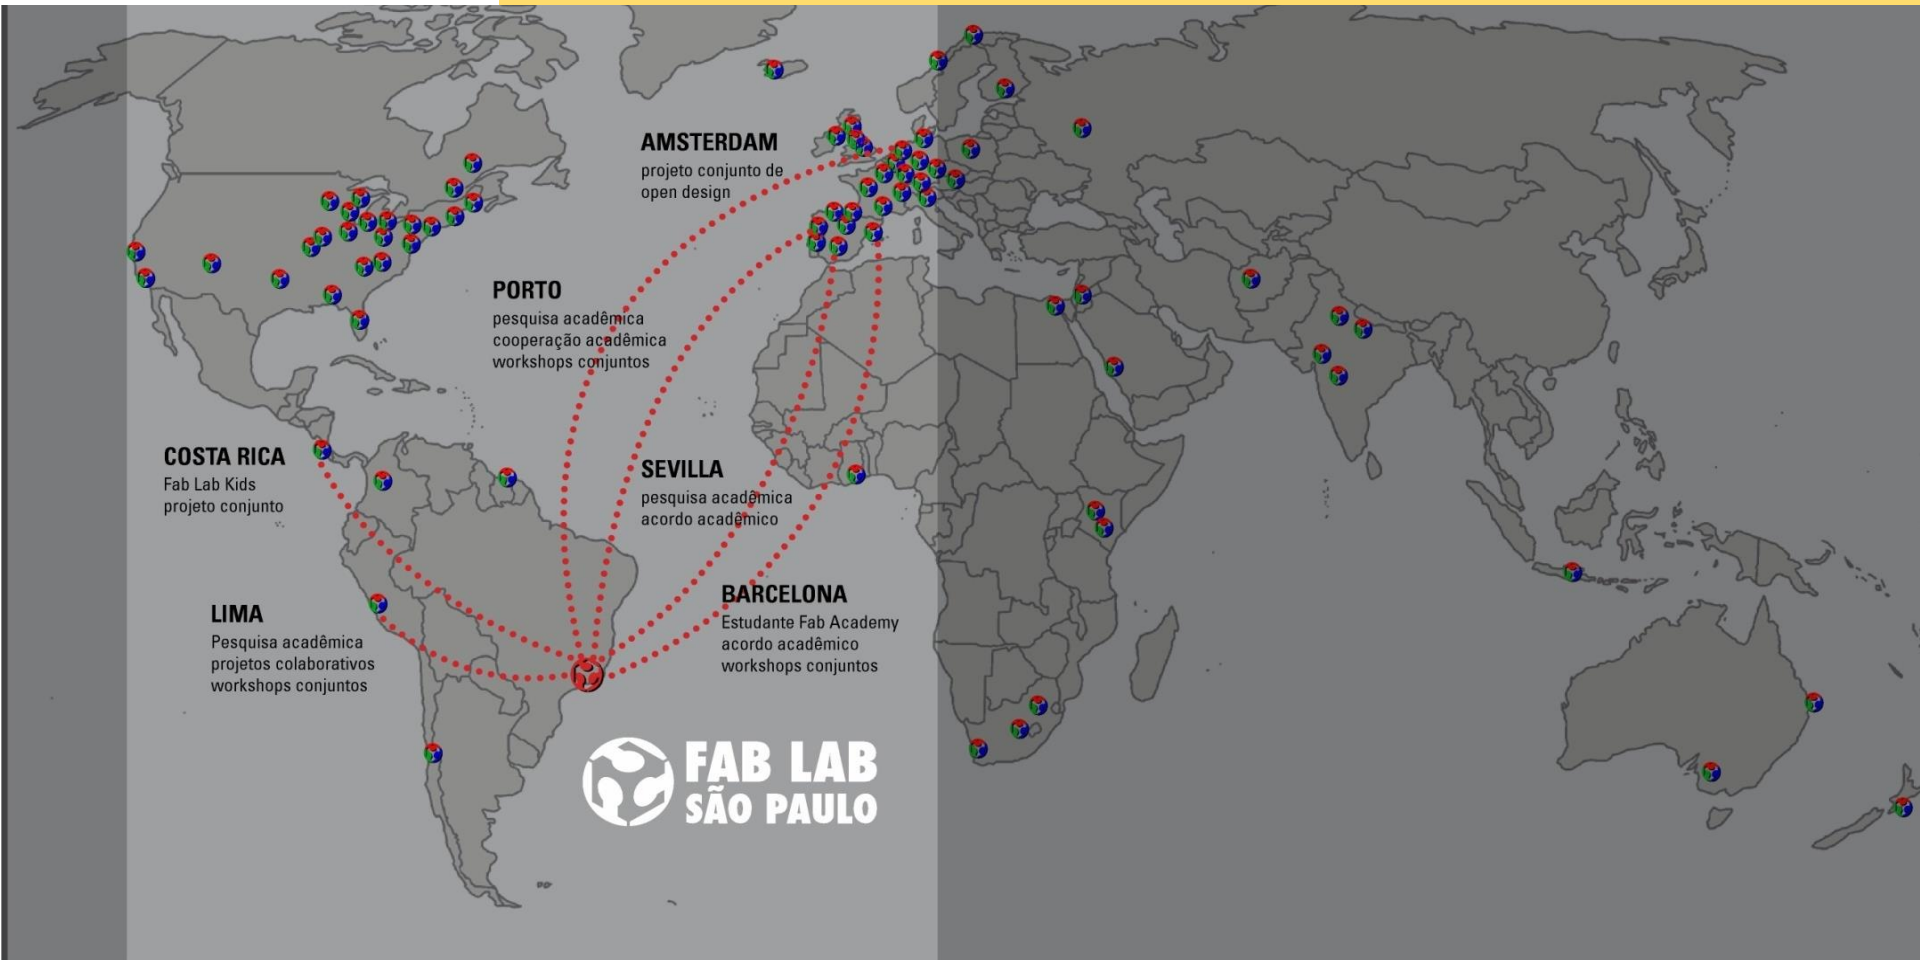 AMSTERDAM
projeto conjunto de
open design
PORTO
pesquisa acadêmica
cooperação acadêmica
workshops conjuntos
COSTA RICA
Fab Lab Kids
projeto conjunto
SEVILLA
pesquisa acadêmica
acordo acadêmico
LIMA
Pesquisa acadêmica
projetos colaborativos
workshops conjuntos
BARCELONA
Estudante Fab Academy
acordo acadêmico
workshops conjuntos
FAB LAB
SÃO PAULO